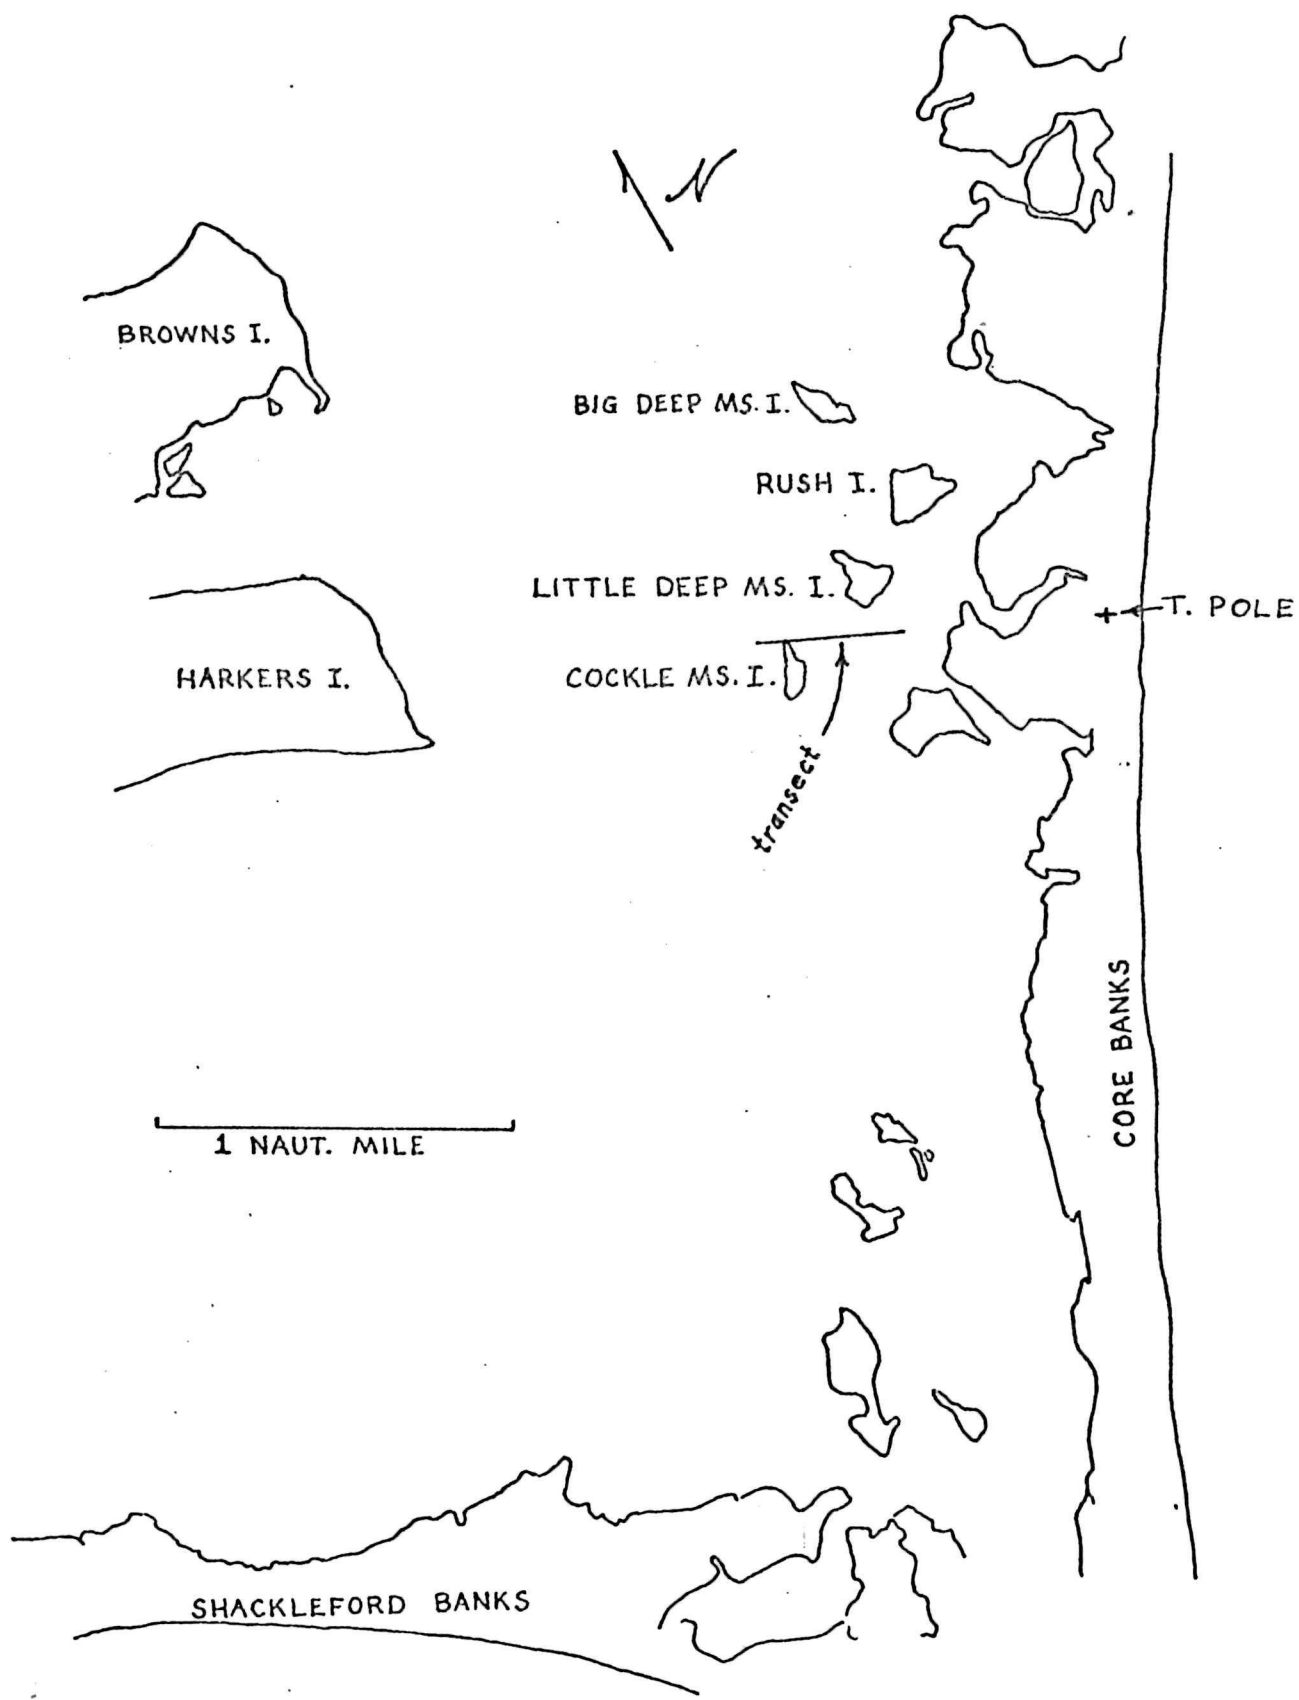 N
BROWNS I.
BIG DEEP MS. I.
RUSH I.
LITTLE DEEP MS. I.
T. POLE
HARKERS I.
COCKLE MS. I.
transect
CORE BANKS
1 NAUT. MILE
SHACKLEFORD BANKS